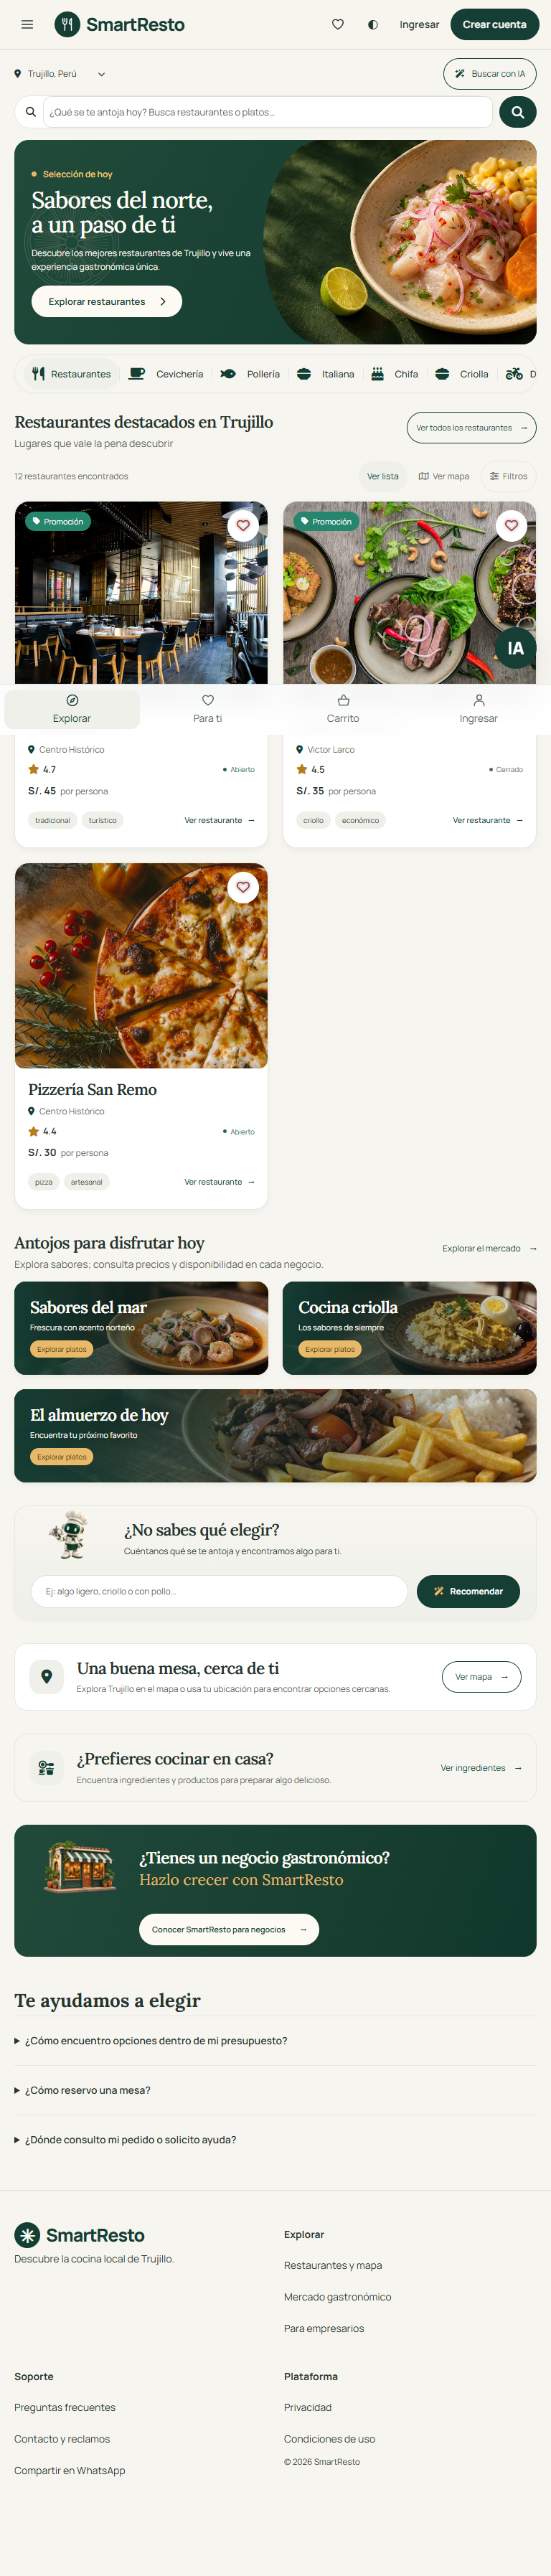 SmartResto
Ingresar
Crear cuenta
Trujillo, Perú
Buscar con IA
¿Qué se te antoja hoy? Busca restaurantes o platos...
Selección de hoy
Sabores del norte,
a un paso de ti
Descubre los mejores restaurantes de Trujillo y vive una
experiencia gastronómica única.
Explorar restaurantes
Restaurantes
Cevichería
Pollería
Italiana
Chifa
Criolla
D
Restaurantes destacados en Trujillo
Lugares que vale la pena descubrir
Ver todos los restaurantes →
12 restaurantes encontrados
Ver lista
Ver mapa
Filtros
Promoción
Promoción
IA
Explorar
Para ti
Carrito
Ingresar
Centro Histórico
4.7
Abierto
S/. 45 por persona
tradicional
turístico
Ver restaurante →
Victor Larco
4.5
Cerrado
S/. 35 por persona
criollo
económico
Ver restaurante →
Pizzería San Remo
Centro Histórico
4.4
Abierto
S/. 30 por persona
pizza
artesanal
Ver restaurante →
Antojos para disfrutar hoy
Explora sabores; consulta precios y disponibilidad en cada negocio.
Explorar el mercado →
Sabores del mar
Frescura con acento norteño
Explorar platos
Cocina criolla
Los sabores de siempre
Explorar platos
El almuerzo de hoy
Encuentra tu próximo favorito
Explorar platos
¿No sabes qué elegir?
Cuéntanos qué se te antoja y encontramos algo para ti.
Ej: algo ligero, criollo o con pollo...
Recomendar
Una buena mesa, cerca de ti
Explora Trujillo en el mapa o usa tu ubicación para encontrar opciones cercanas.
Ver mapa →
¿Prefieres cocinar en casa?
Encuentra ingredientes y productos para preparar algo delicioso.
Ver ingredientes →
¿Tienes un negocio gastronómico?
Hazlo crecer con SmartResto
Conocer SmartResto para negocios →
Te ayudamos a elegir
¿Cómo encuentro opciones dentro de mi presupuesto?
¿Cómo reservo una mesa?
¿Dónde consulto mi pedido o solicito ayuda?
SmartResto
Descubre la cocina local de Trujillo.
Explorar
Restaurantes y mapa
Mercado gastronómico
Para empresarios
Soporte
Preguntas frecuentes
Contacto y reclamos
Compartir en WhatsApp
Plataforma
Privacidad
Condiciones de uso
© 2026 SmartResto